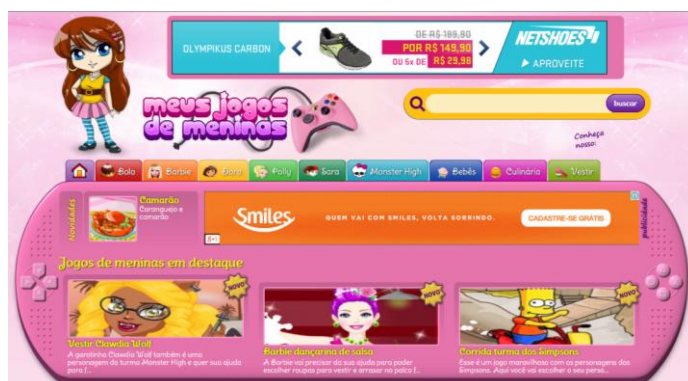 OLYMPIKUS CARBON
DE R$ 189,90
POR R$ 149,90
OU 5x DE R$ 29,98
NETSHOES
APROVEITE
meus jogos
de meninas
buscar
Conheça
nosso:
Bolo
Barbie
Dora
Polly
Sara
Monster High
Bebês
Culinária
Vestir
Novidades
Camarão
Caranguejo e
camarão
Smiles
QUEM VAI COM SMILES, VOLTA SORRINDO.
CADASTRE-SE GRÁTIS
publicidade
Jogos de meninas em destaque
NOVO
NOVO
NOVO
Vestir Clawdia Wolf
A garotinha Clawdia Wolf também é uma
personagem da turma Monster High e quer sua ajuda
para f...
Barbie dançarina de salsa
A Barbie vai precisar da sua ajuda para poder
escolher roupas para vestir e arrasar no palco f...
Corrida turma dos Simpsons
Esse é um jogo maravilhoso com os personagens dos
Simpsons. Aqui você vai escolher o seu perso...